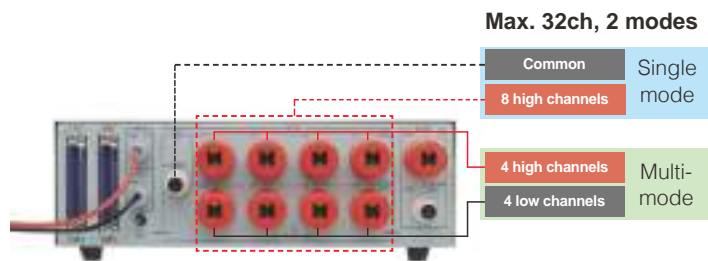 Max. 32ch, 2 modes
Common
8 high channels
Single
mode
4 high channels
4 low channels
Multi-
mode